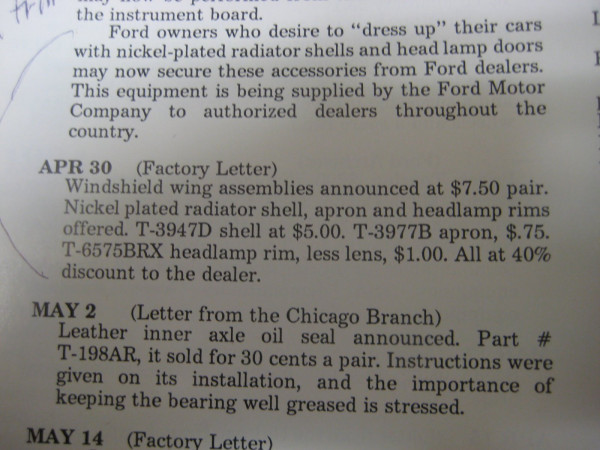 trim
the instrument board.
Ford owners who desire to "dress up" their cars
with nickel-plated radiator shells and head lamp doors
may now secure these accessories from Ford dealers.
This equipment is being supplied by the Ford Motor
Company to authorized dealers throughout the
country.
APR 30 (Factory Letter)
Windshield wing assemblies announced at $7.50 pair.
Nickel plated radiator shell, apron and headlamp rims
offered. T-3947D shell at $5.00. T-3977B apron, $.75.
T-6575BRX headlamp rim, less lens, $1.00. All at 40%
discount to the dealer.
MAY 2 (Letter from the Chicago Branch)
Leather inner axle oil seal announced. Part #
T-198AR, it sold for 30 cents a pair. Instructions were
given on its installation, and the importance of
keeping the bearing well greased is stressed.
MAY 14 (Factory Letter)